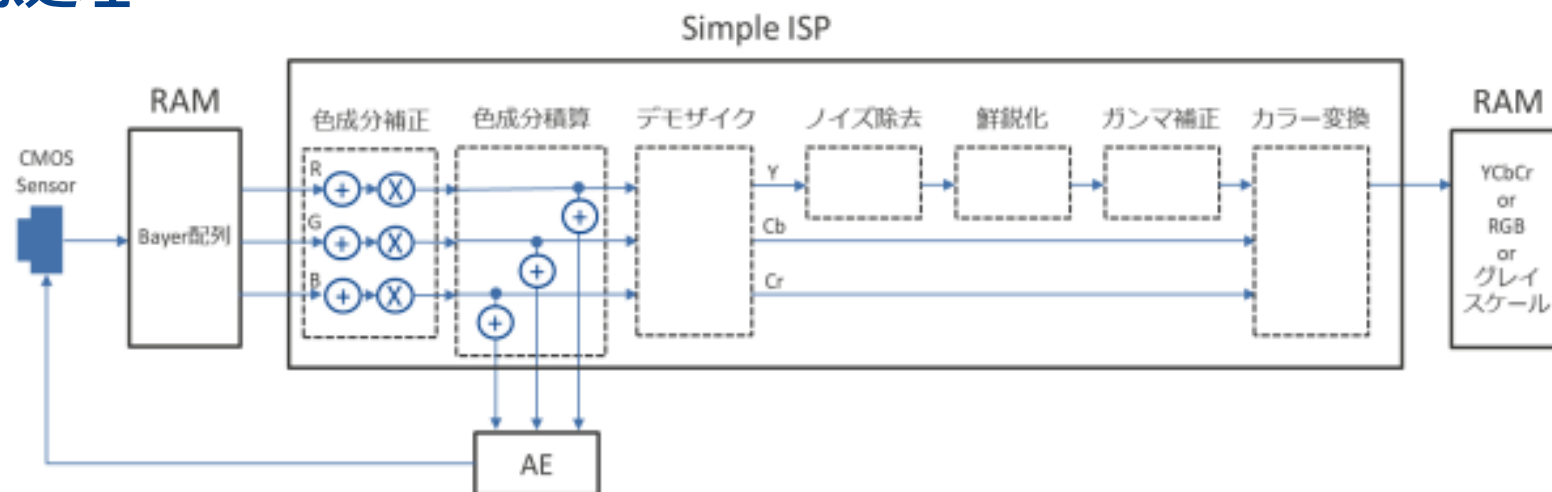 Simple ISP
RAM
RAM
CMOS
Sensor
Bayer配列
色成分補正
色成分積算
デモザイク
ノイズ除去
鮮鋭化
ガンマ補正
カラー変換
R
G
B
Y
Cb
Cr
YCbCr
or
RGB
or
グレイ
スケール
AE